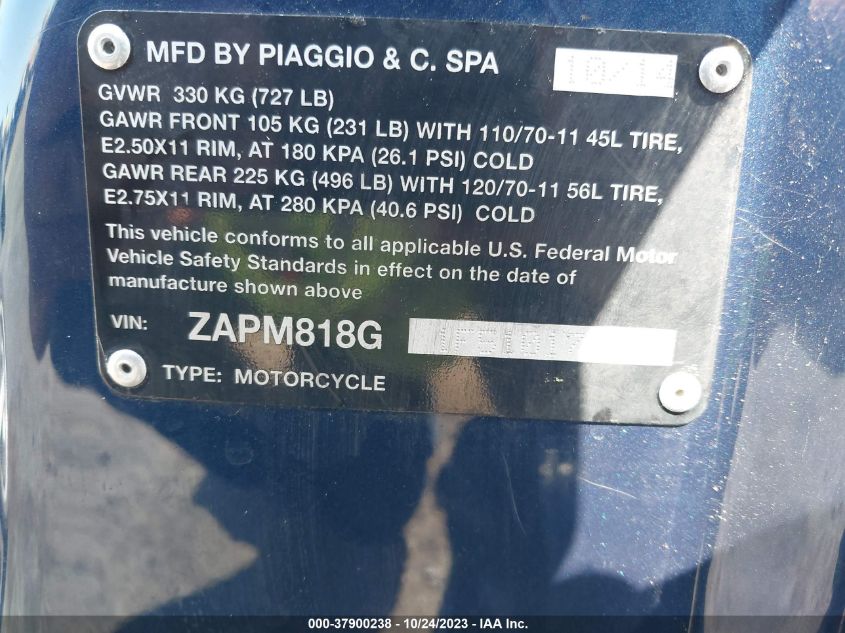 MFD BY PIAGGIO & C. SPA 10/14
GVWR 330 KG (727 LB)
GAWR FRONT 105 KG (231 LB) WITH 110/70-11 45L TIRE,
E2.50X11 RIM, AT 180 KPA (26.1 PSI) COLD
GAWR REAR 225 KG (496 LB) WITH 120/70-11 56L TIRE,
E2.75X11 RIM, AT 280 KPA (40.6 PSI) COLD
This vehicle conforms to all applicable U.S. Federal Motor
Vehicle Safety Standards in effect on the date of
manufacture shown above
VIN: ZAPM818G
TYPE: MOTORCYCLE
000-37900238 - 10/24/2023 - IAA Inc.